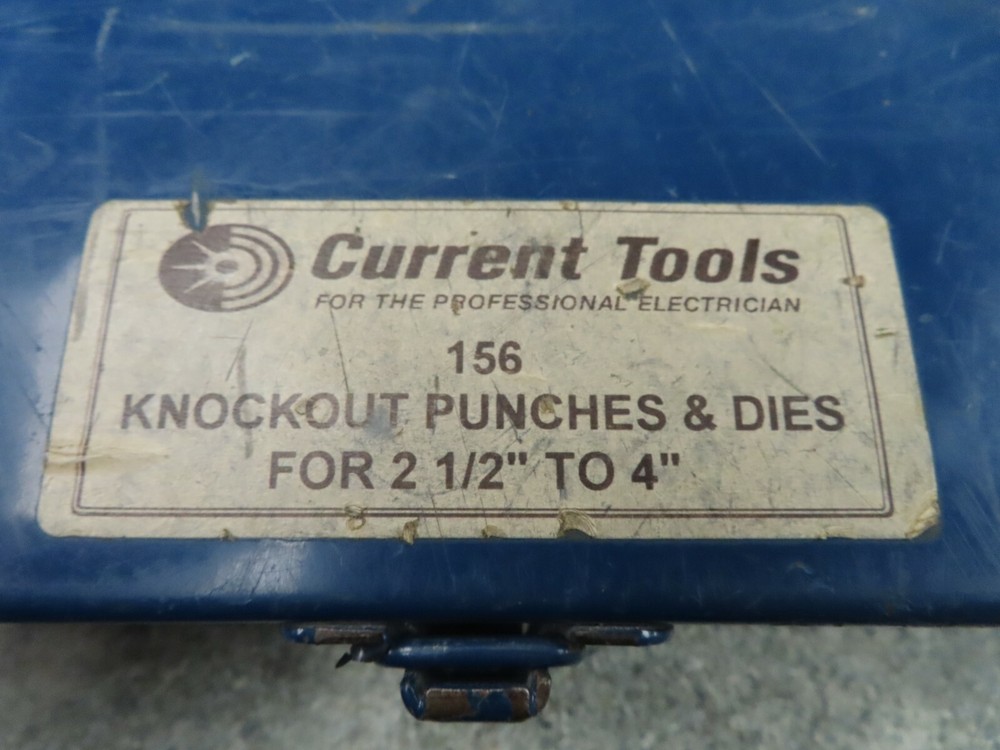 Current Tools
FOR THE PROFESSIONAL ELECTRICIAN
156
KNOCKOUT PUNCHES & DIES
FOR 2 1/2" TO 4"